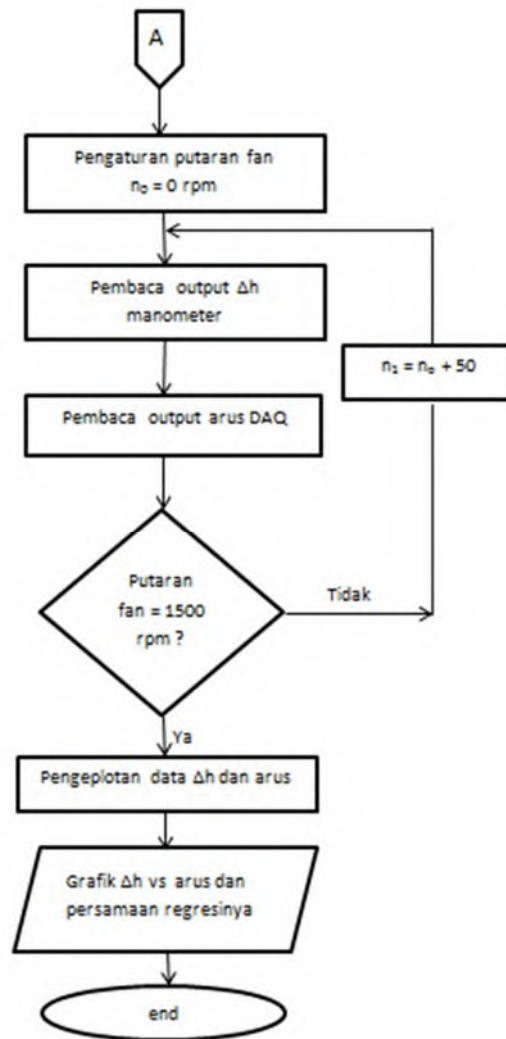 A
Pengaturan putaran fan
n₀ = 0 rpm
Pembaca output Δh
manometer
n₁ = n₀ + 50
Pembaca output arus DAQ
Putaran
fan = 1500
rpm ?
Tidak
Ya
Pengeplotan data Δh dan arus
Grafik Δh vs arus dan
persamaan regresinya
end